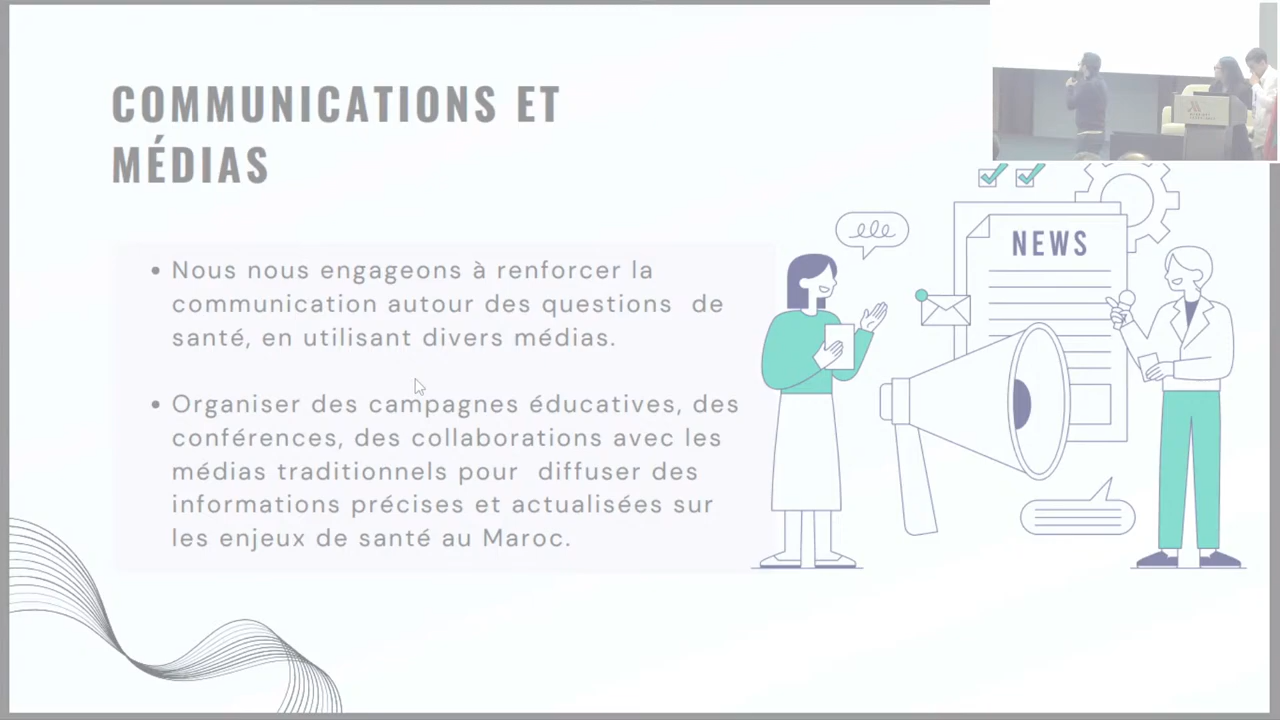 COMMUNICATIONS ET
MÉDIAS
• Nous nous engageons à renforcer la
communication autour des questions de
santé, en utilisant divers médias.
• Organiser des campagnes éducatives, des
conférences, des collaborations avec les
médias traditionnels pour diffuser des
informations précises et actualisées sur
les enjeux de santé au Maroc.
NEWS